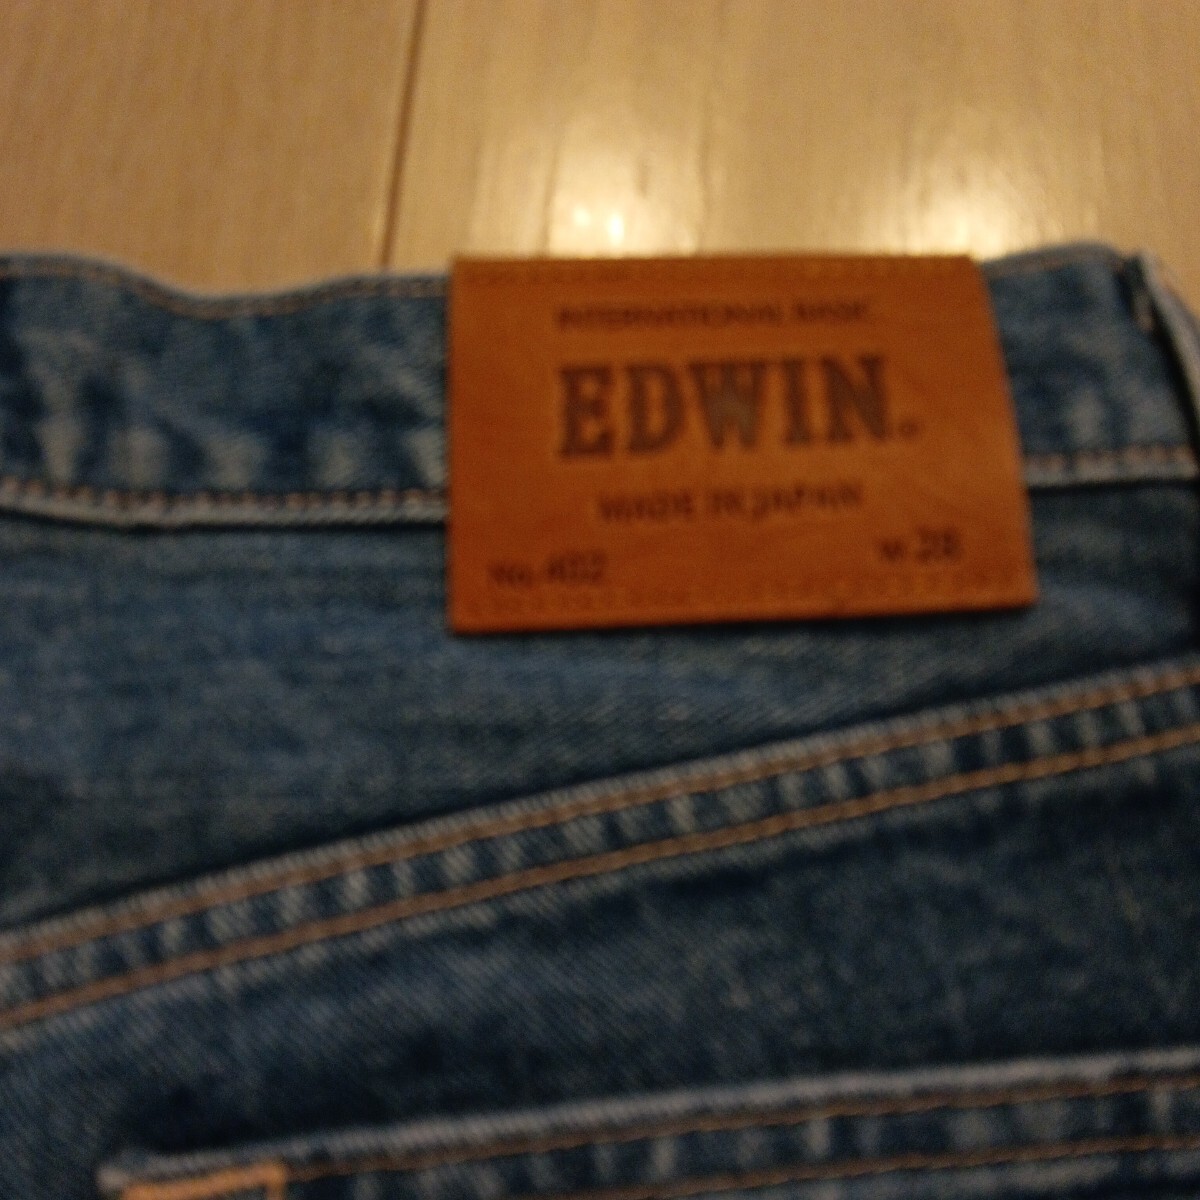 INTERNATIONAL BASIC
EDWIN.
MADE IN JAPAN
No. 402 W. 28